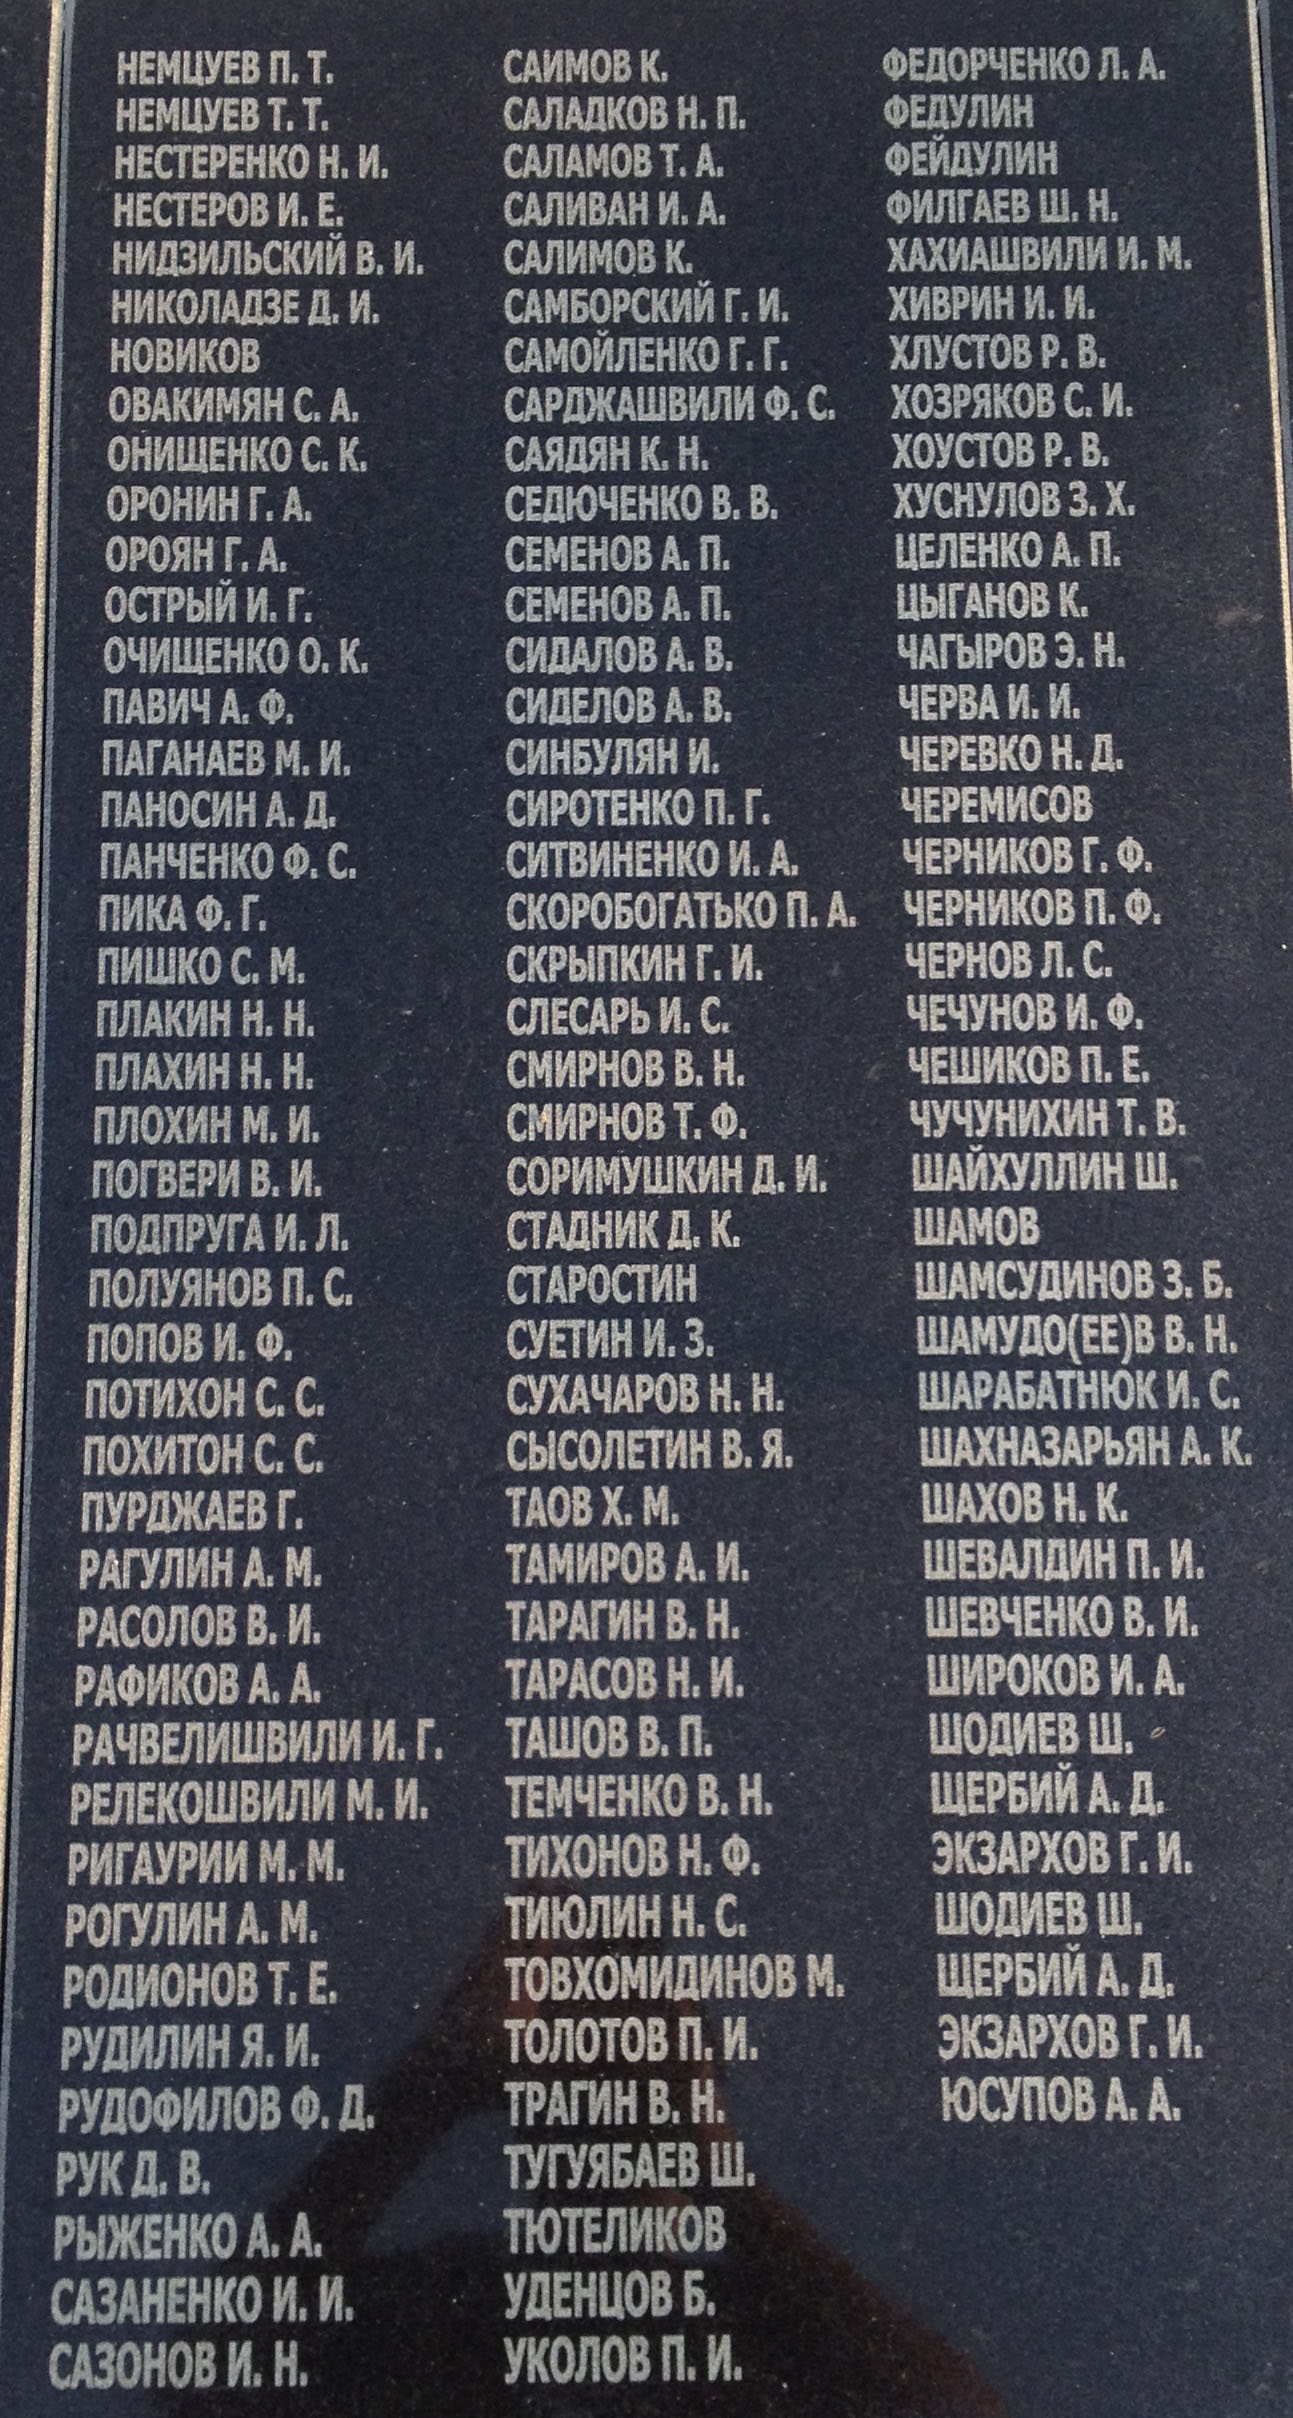 НЕМЦУЕВ П. Т.
НЕМЦУЕВ Т. Т.
НЕСТЕРЕНКО Н. И.
НЕСТЕРОВ И. Е.
НИДЗИЛЬСКИЙ В. И.
НИКОЛАДЗЕ Д. И.
НОВИКОВ
ОВАКИМЯН С. А.
ОНИЩЕНКО С. К.
ОРОНИН Г. А.
ОРОЯН Г. А.
ОСТРЫЙ И. Г.
ОЧИЩЕНКО О. К.
ПАВИЧ А. Ф.
ПАГАНАЕВ М. И.
ПАНОСИН А. Д.
ПАНЧЕНКО Ф. С.
ПИКА Ф. Г.
ПИШКО С. М.
ПЛАКИН Н. Н.
ПЛАХИН Н. Н.
ПЛОХИН М. И.
ПОГВЕРИ В. И.
ПОДПРУГА И. Л.
ПОЛУЯНОВ П. С.
ПОПОВ И. Ф.
ПОТИХОН С. С.
ПОХИТОН С. С.
ПУРДЖАЕВ Г.
РАГУЛИН А. М.
РАСОЛОВ В. И.
РАФИКОВ А. А.
РАЧВЕЛИШВИЛИ И. Г.
РЕЛЕКОШВИЛИ М. И.
РИГАУРИИ М. М.
РОГУЛИН А. М.
РОДИОНОВ Т. Е.
РУДИЛИН Я. И.
РУДОФИЛОВ Ф. Д.
РУК Д. В.
РЫЖЕНКО А. А.
САЗАНЕНКО И. И.
САЗОНОВ И. Н.
САИМОВ К.
САЛАДКОВ Н. П.
САЛАМОВ Т. А.
САЛИВАН И. А.
САЛИМОВ К.
САМБОРСКИЙ Г. И.
САМОЙЛЕНКО Г. Г.
САРДЖАШВИЛИ Ф. С.
САЯДЯН К. Н.
СЕДЮЧЕНКО В. В.
СЕМЕНОВ А. П.
СЕМЕНОВ А. П.
СИДАЛОВ А. В.
СИДЕЛОВ А. В.
СИНБУЛЯН И.
СИРОТЕНКО П. Г.
СИТВИНЕНКО И. А.
СКОРОБОГАТЬКО П. А.
СКРЫПКИН Г. И.
СЛЕСАРЬ И. С.
СМИРНОВ В. Н.
СМИРНОВ Т. Ф.
СОРИМУШКИН Д. И.
СТАДНИК Д. К.
СТАРОСТИН
СУЕТИН И. З.
СУХАЧАРОВ Н. Н.
СЫСОЛЕТИН В. Я.
ТАОВ Х. М.
ТАМИРОВ А. И.
ТАРАГИН В. Н.
ТАРАСОВ Н. И.
ТАШОВ В. П.
ТЕМЧЕНКО В. Н.
ТИХОНОВ Н. Ф.
ТИЮЛИН Н. С.
ТОВХОМИДИНОВ М.
ТОЛОТОВ П. И.
ТРАГИН В. Н.
ТУГУЯБАЕВ Ш.
ТЮТЕЛИКОВ
УДЕНЦОВ Б.
УКОЛОВ П. И.
ФЕДОРЧЕНКО Л. А.
ФЕДУЛИН
ФЕЙДУЛИН
ФИЛГАЕВ Ш. Н.
ХАХИАШВИЛИ И. М.
ХИВРИН И. И.
ХЛУСТОВ Р. В.
ХОЗРЯКОВ С. И.
ХОУСТОВ Р. В.
ХУСНУЛОВ З. Х.
ЦЕЛЕНКО А. П.
ЦЫГАНОВ К.
ЧАГЫРОВ Э. Н.
ЧЕРВА И. И.
ЧЕРЕВКО Н. Д.
ЧЕРЕМИСОВ
ЧЕРНИКОВ Г. Ф.
ЧЕРНИКОВ П. Ф.
ЧЕРНОВ Л. С.
ЧЕЧУНОВ И. Ф.
ЧЕШИКОВ П. Е.
ЧУЧУНИХИН Т. В.
ШАЙХУЛЛИН Ш.
ШАМОВ
ШАМСУДИНОВ З. Б.
ШАМУДО(ЕЕ)В В. Н.
ШАРАБАТНЮК И. С.
ШАХНАЗАРЬЯН А. К.
ШАХОВ Н. К.
ШЕВАЛДИН П. И.
ШЕВЧЕНКО В. И.
ШИРОКОВ И. А.
ШОДИЕВ Ш.
ЩЕРБИЙ А. Д.
ЭКЗАРХОВ Г. И.
ШОДИЕВ Ш.
ЩЕРБИЙ А. Д.
ЭКЗАРХОВ Г. И.
ЮСУПОВ А. А.